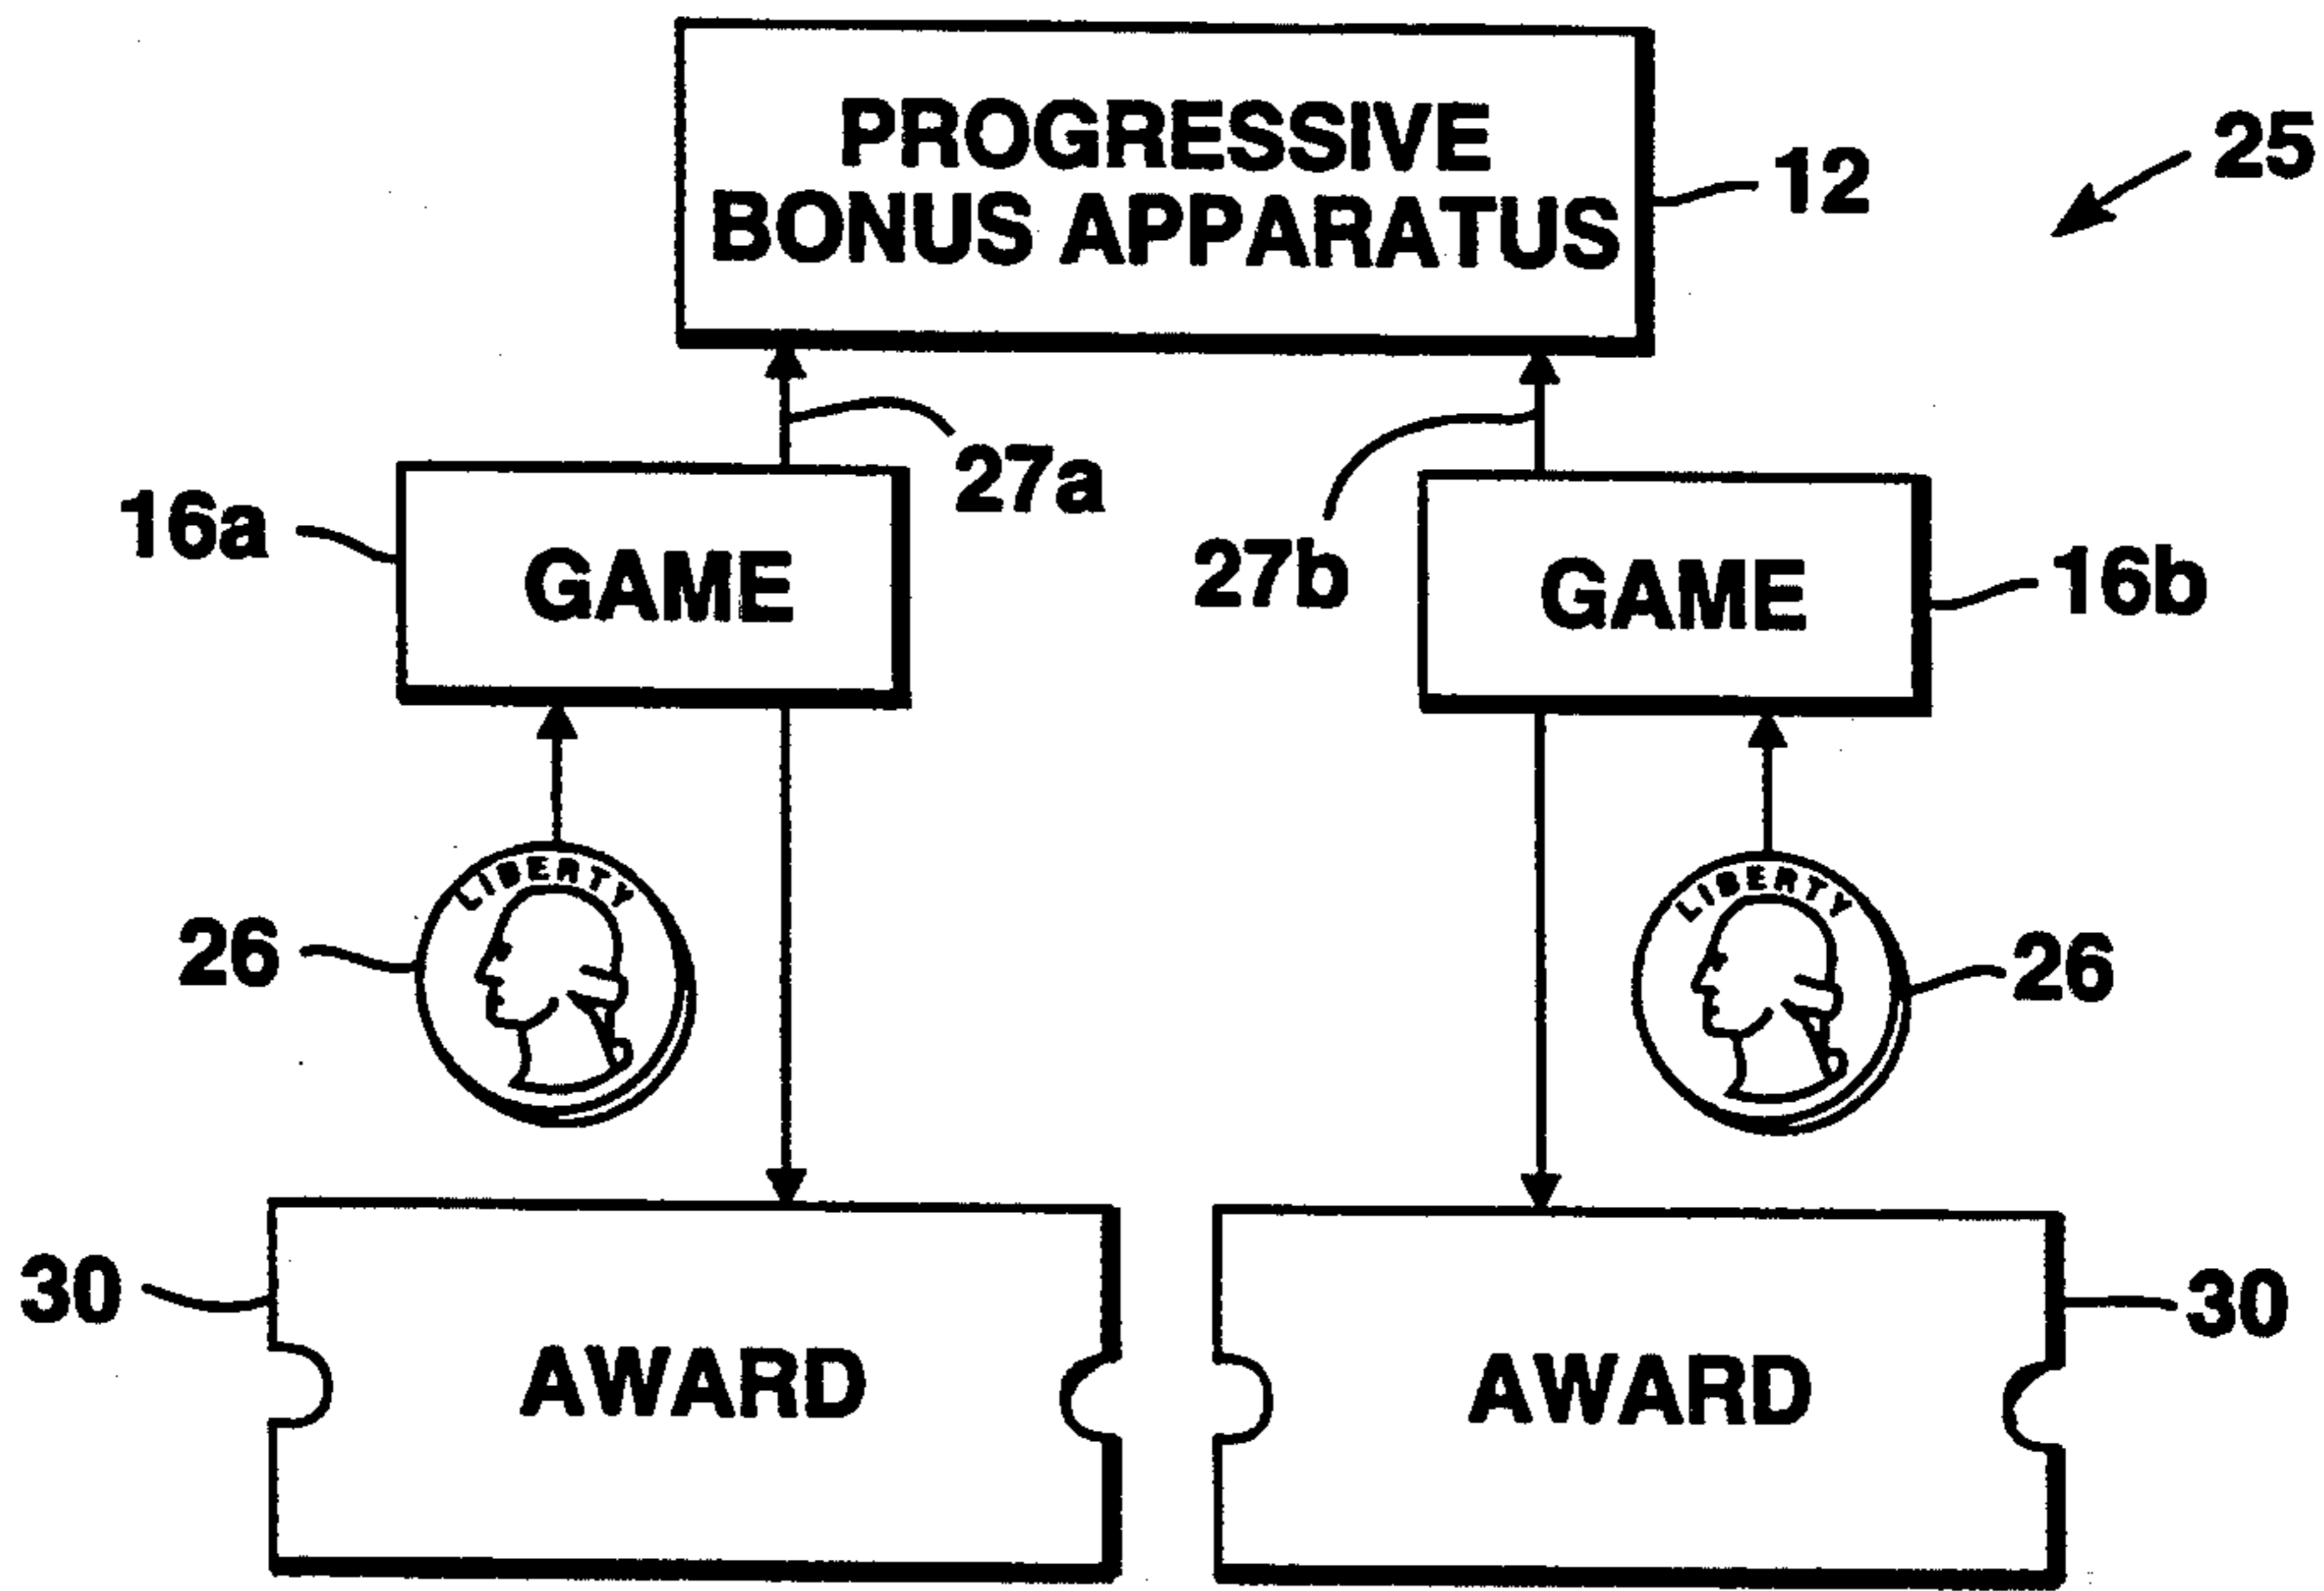 PROGRESSIVE
BONUS APPARATUS
12
25
27a
27b
16a
GAME
GAME
16b
LIBERTY
LIBERTY
26
26
30
AWARD
AWARD
30